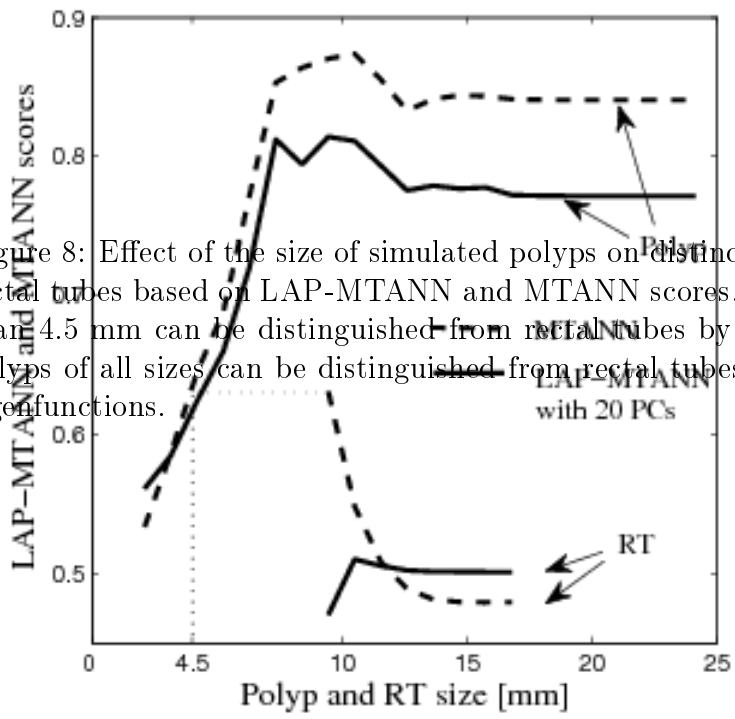 0.9
0.8
0.7
0.6
0.5
LAP-MTANN and MTANN scores
gure 8: Effect of the size of simulated polyps on distinc
ctal tubes based on LAP-MTANN and MTANN scores.
an 4.5 mm can be distinguished from rectal tubes by
lyps of all sizes can be distinguished from rectal tubes
genfunctions.
Polyp
MTANN
LAP-MTANN
with 20 PCs
RT
0 4.5 10 15 20 25
Polyp and RT size [mm]